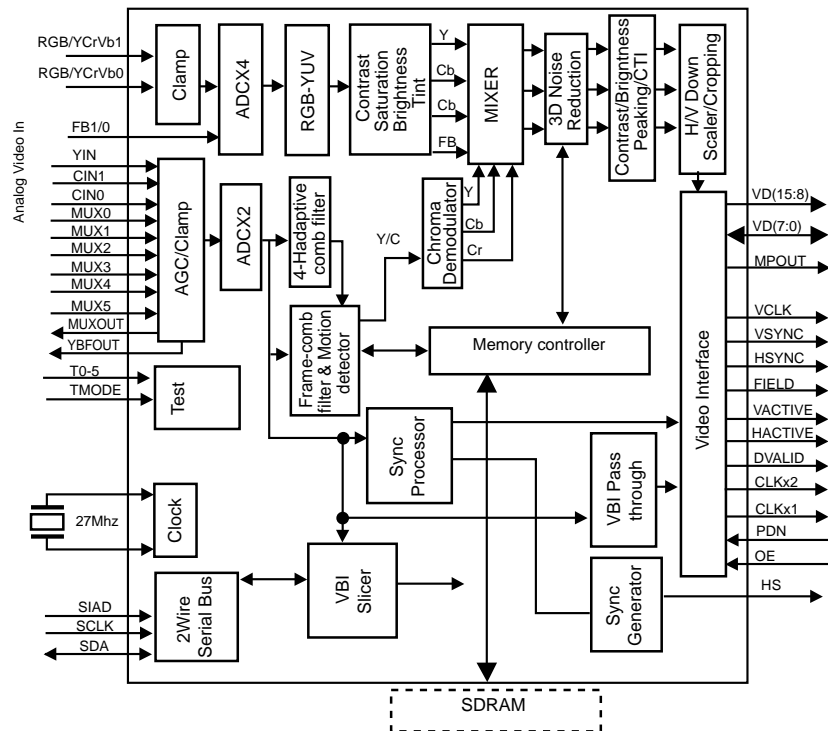 Analog Video In
RGB/YCrVb1
RGB/YCrVb0
FB1/0
YIN
CIN1
CIN0
MUX0
MUX1
MUX2
MUX3
MUX4
MUX5
MUXOUT
YBFOUT
T0-5
TMODE
27Mhz
SIAD
SCLK
SDA
Clamp
ADCX4
RGB-YUV
Contrast
Saturation
Brightness
Tint
Y
Cb
Cb
FB
MIXER
3D Noise
Reduction
Contrast/Brigntness
Peaking/CTI
H/V Down
Scaler/Cropping
AGC/Clamp
ADCX2
4-Hadaptive
comb filter
Y/C
Chroma
Demodulator
Y
Cb
Cr
Frame-comb
filter & Motion
detector
Memory controller
Test
Clock
2Wire
Serial Bus
Sync
Processor
VBI
Slicer
VBI Pass
through
Sync
Generator
Video Interface
VD(15:8)
VD(7:0)
MPOUT
VCLK
VSYNC
HSYNC
FIELD
VACTIVE
HACTIVE
DVALID
CLKx2
CLKx1
PDN
OE
HS
SDRAM